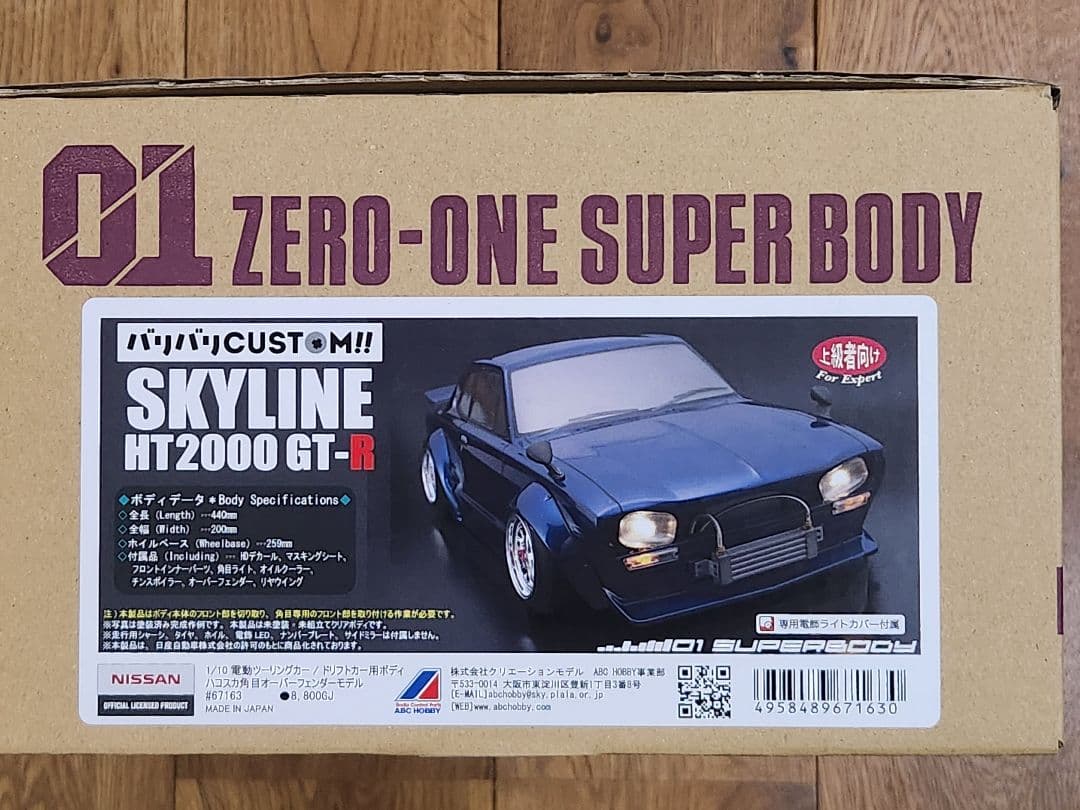 01 ZERO-ONE SUPER BODY
バリバリCUSTOM!!
SKYLINE
HT2000 GT-R
上級者向け
For Expert
◆ボディデータ *Body Specifications◆
◇全長 (Length) …440mm
◇全幅 (Width) …200mm
◇ホイルベース (Wheelbase) …259mm
◇付属品 (Including) … HDデカール、マスキングシート、
フロントインナーパーツ、角目ライト、オイルクーラー、
チンスポイラー、オーバーフェンダー、リヤウイング
注) 本製品はボディ本体のフロント部を切り取り、角目専用のフロント部を取り付ける作業が必要です。
※写真は塗装済み完成作例です。本製品は未塗装・未組立てクリアボディです。
※走行用シャーシ、タイヤ、ホイル、電飾LED、ナンバープレート、サイドミラーは付属しません。
※本製品は、日産自動車株式会社の許可のもとに商品化されております。
専用電飾ライトカバー付属
01 SUPERBODY
NISSAN
OFFICIAL LICENSED PRODUCT
1/10 電動ツーリングカー/ドリフトカー用ボディ
ハコスカ角目オーバーフェンダーモデル
#67163 ●8,800GJ
MADE IN JAPAN
Radio Control Parts
ABC HOBBY
株式会社クリエーションモデル ABC HOBBY事業部
〒533-0014 大阪市東淀川区豊新1丁目3番8号
[E-MAIL]abchobby@sky.plala.or.jp
[WEB]www.abchobby.com
4958489671630